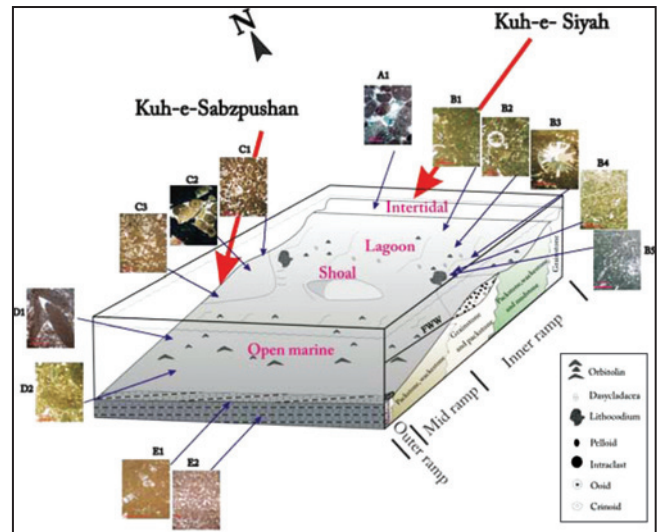 N
Kuh-e- Siyah
Kuh-e-Sabzpushan
A1
B1
B2
B3
B4
B5
C1
C2
C3
D1
D2
E1
E2
Intertidal
Lagoon
Shoal
Open marine
FWW
Grainstone
Packstone, wackestone and mudstone
Grainstone and packstone
Packstone, wackestone
Inner ramp
Mid ramp
Outer ramp
Orbitolin
Dasycladacea
Lithocodium
Pelloid
Intraclast
Ooid
Crinoid